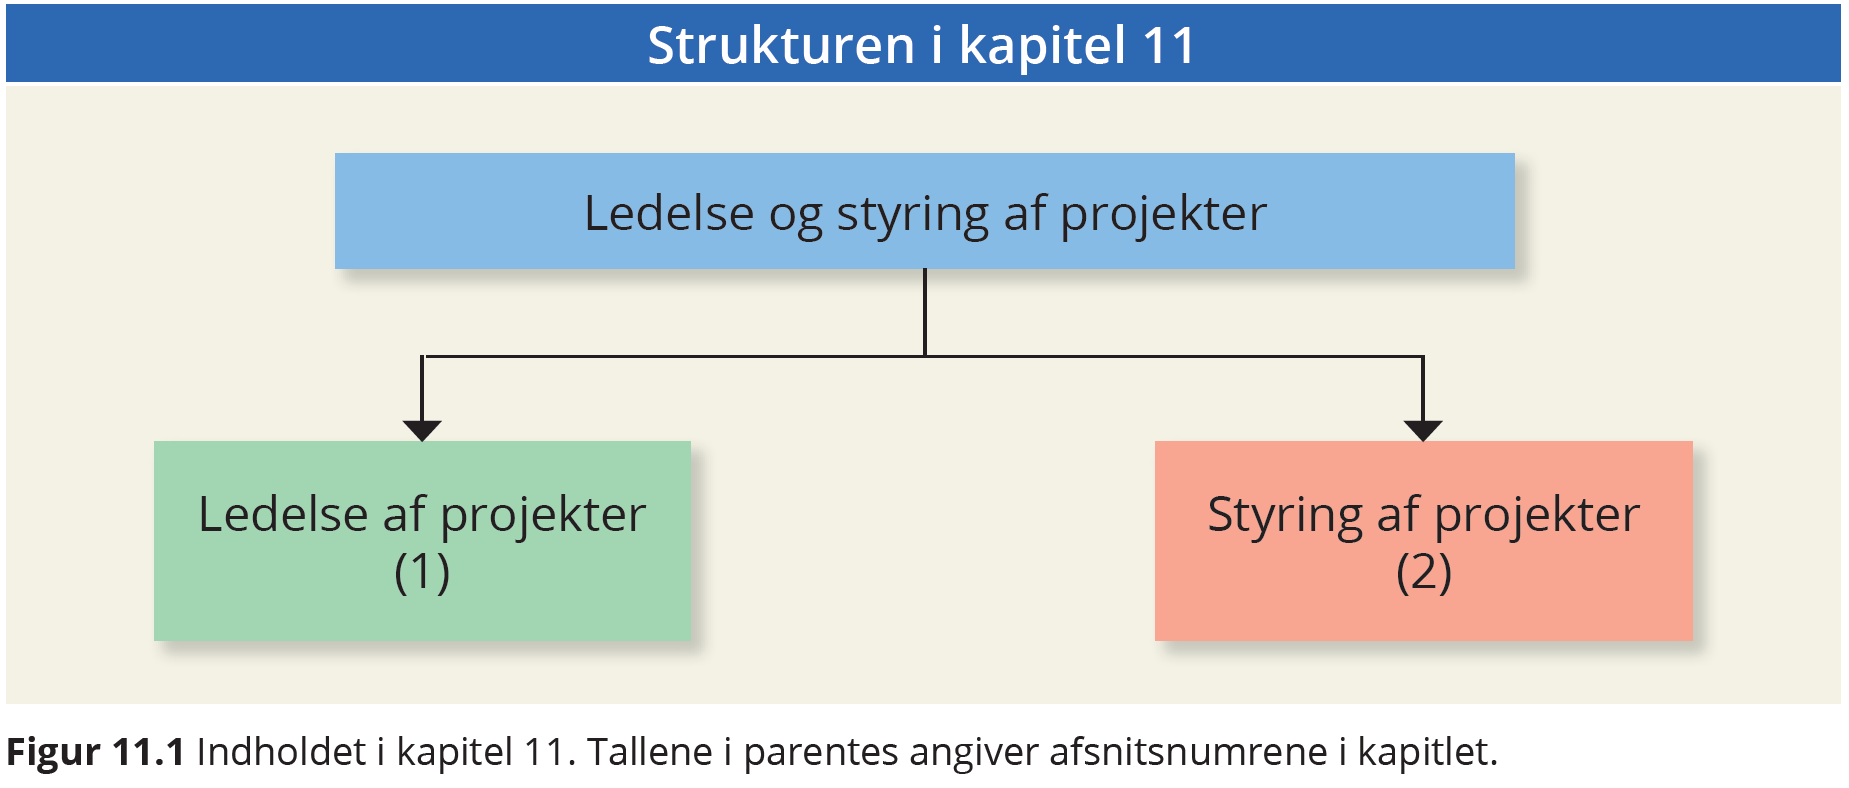 Strukturen i kapitel 11
Ledelse og styring af projekter
Ledelse af projekter
(1)
Styring af projekter
(2)
Figur 11.1 Indholdet i kapitel 11. Tallene i parentes angiver afsnitsnumrene i kapitlet.